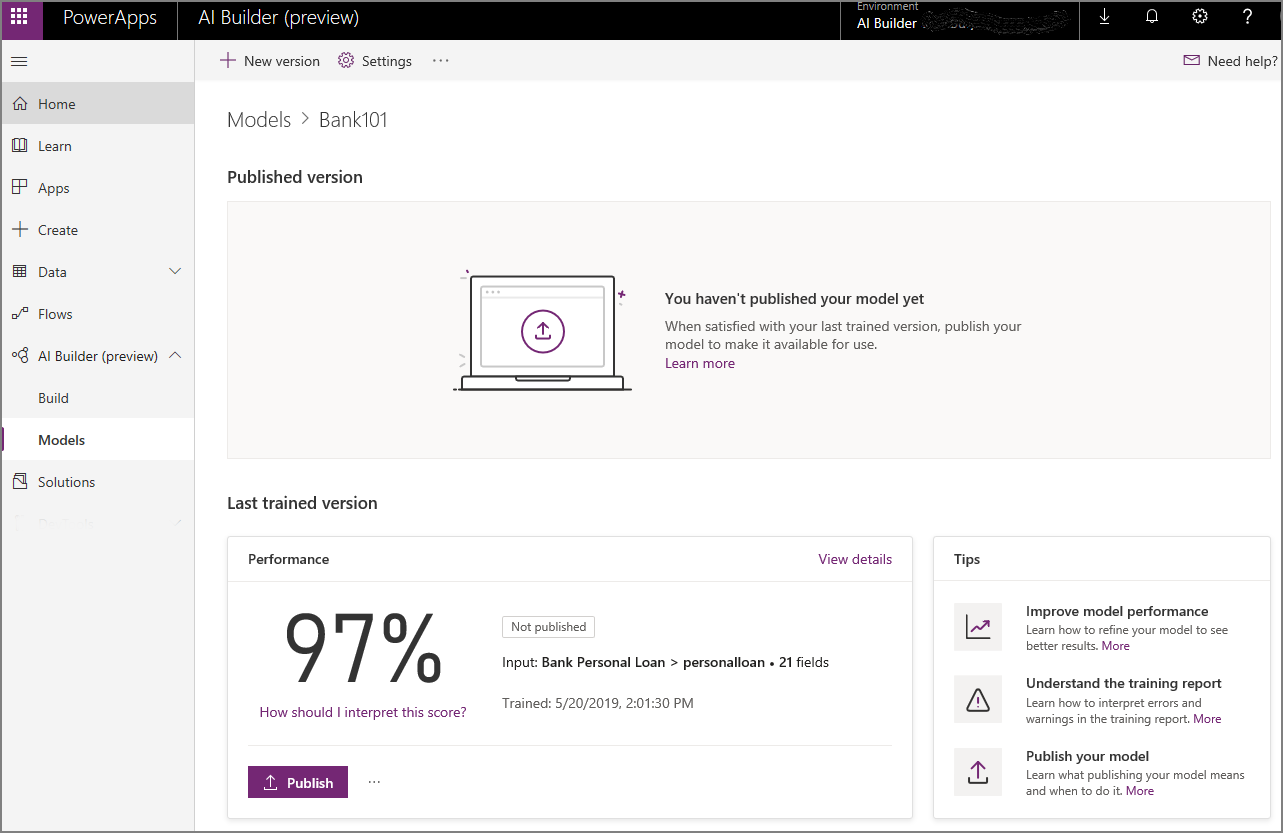 PowerApps
AI Builder (preview)
Environment
AI Builder
?
New version
Settings
...
Need help?
Home
Learn
Apps
Create
Data
Flows
AI Builder (preview)
Build
Models
Solutions
Models > Bank101
Published version
You haven't published your model yet
When satisfied with your last trained version, publish your
model to make it available for use.
Learn more
Last trained version
Performance
View details
97%
How should I interpret this score?
Not published
Input: Bank Personal Loan > personalloan • 21 fields
Trained: 5/20/2019, 2:01:30 PM
Publish
...
Tips
Improve model performance
Learn how to refine your model to see
better results. More
Understand the training report
Learn how to interpret errors and
warnings in the training report. More
Publish your model
Learn what publishing your model means
and when to do it. More